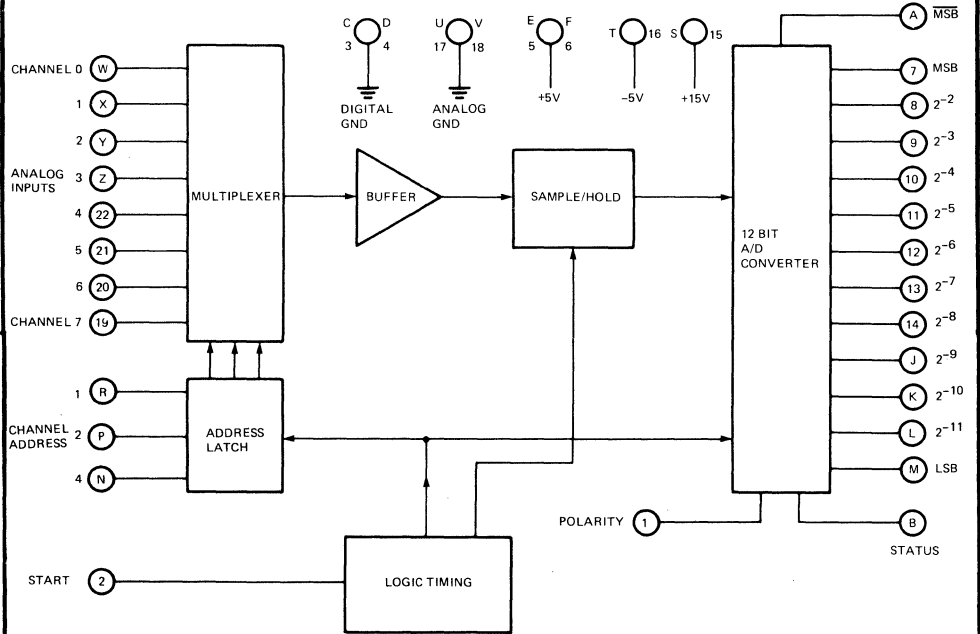 C D U V E F T 16 S 15
3 4 17 18 5 6
DIGITAL GND
ANALOG GND
+5V
-5V
+15V
CHANNEL 0 W
1 X
2 Y
ANALOG INPUTS
3 Z
4 22
5 21
6 20
CHANNEL 7 19
MULTIPLEXER
BUFFER
SAMPLE/HOLD
12 BIT
A/D
CONVERTER
A MSB
7 MSB
8 2-2
9 2-3
10 2-4
11 2-5
12 2-6
13 2-7
14 2-8
J 2-9
K 2-10
L 2-11
M LSB
1 R
CHANNEL ADDRESS
2 P
4 N
ADDRESS
LATCH
POLARITY 1
B
STATUS
START 2
LOGIC TIMING